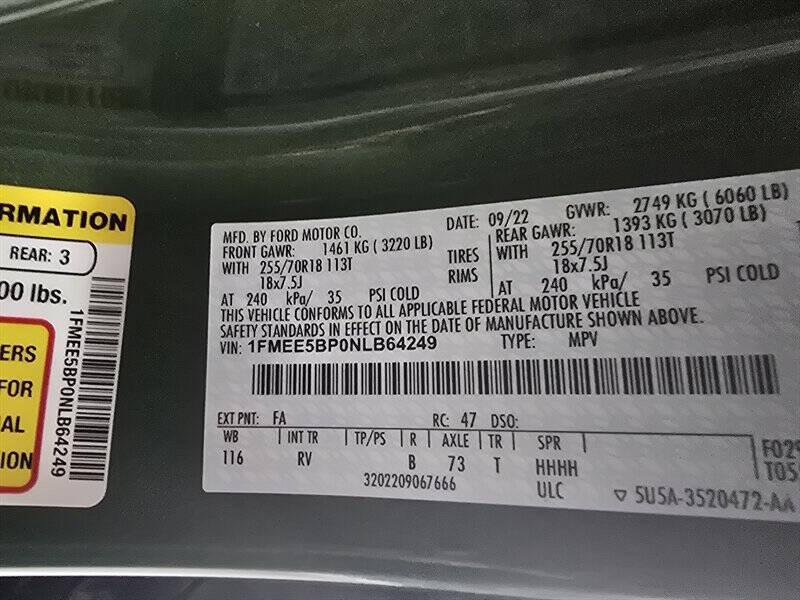 RMATION
REAR: 3
00 lbs.
ERS
FOR
AL
ION
1FMEE5BP0NLB64249
MFD. BY FORD MOTOR CO. DATE: 09/22 GVWR: 2749 KG ( 6060 LB)
FRONT GAWR: 1461 KG ( 3220 LB) REAR GAWR: 1393 KG ( 3070 LB)
WITH 255/70R18 113T TIRES WITH 255/70R18 113T
18x7.5J RIMS 18x7.5J
AT 240 kPa/ 35 PSI COLD AT 240 kPa/ 35 PSI COLD
THIS VEHICLE CONFORMS TO ALL APPLICABLE FEDERAL MOTOR VEHICLE
SAFETY STANDARDS IN EFFECT ON THE DATE OF MANUFACTURE SHOWN ABOVE.
VIN: 1FMEE5BP0NLB64249 TYPE: MPV
EXT PNT: FA RC: 47 DSO:
WB INT TR TP/PS R AXLE TR SPR
116 RV B 73 T HHHH
3202209067666 ULC
F029
T05
5U5A-3520472-AA